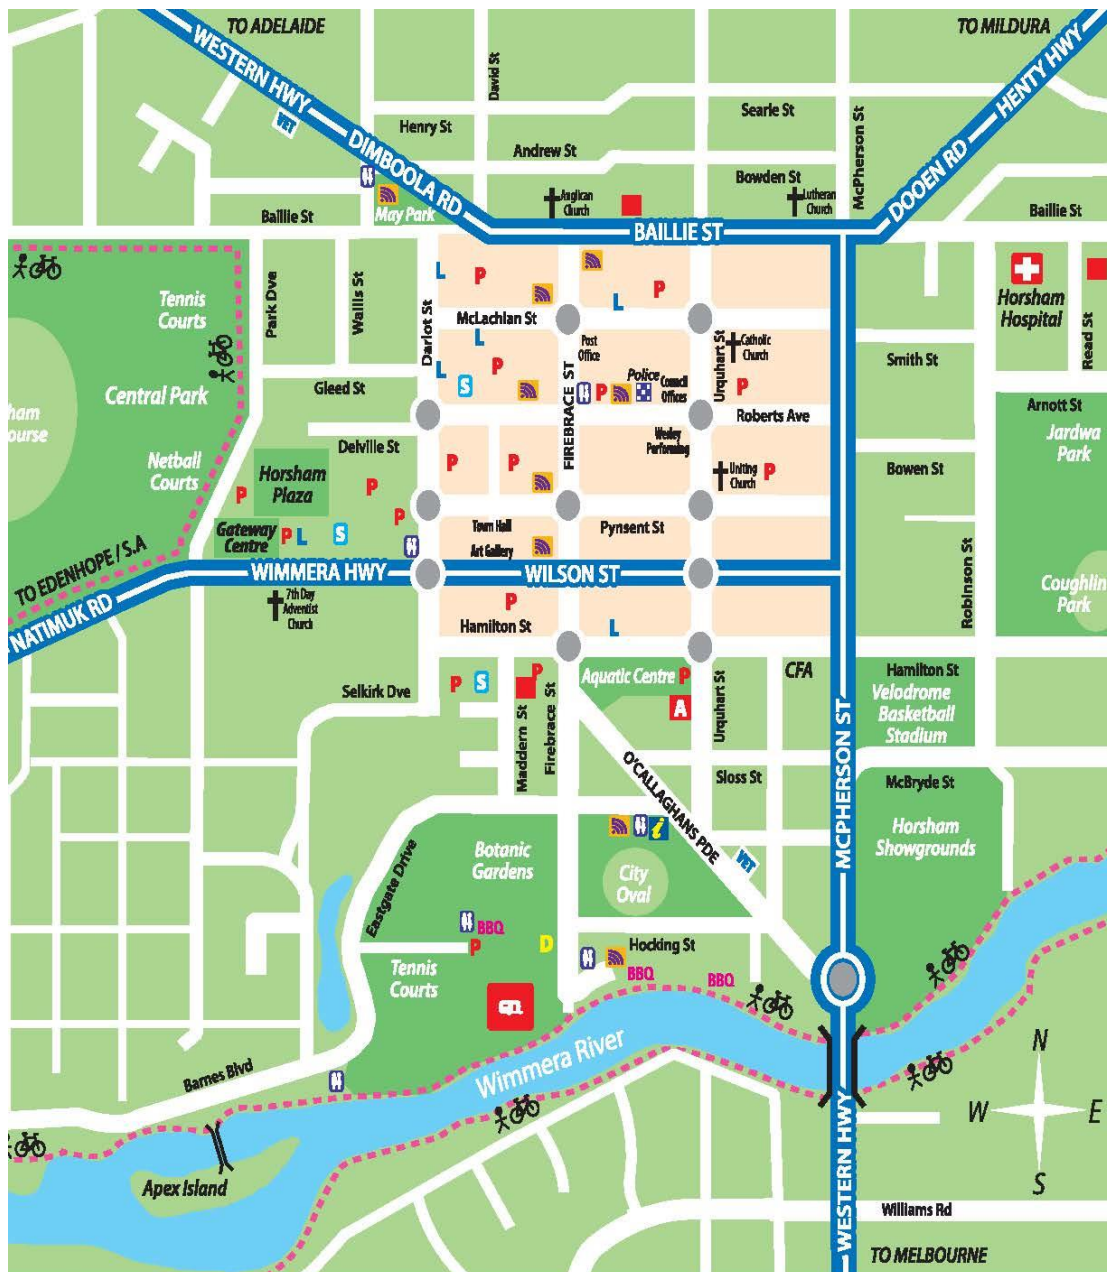 TO ADELAIDE
TO MILDURA
WESTERN HWY
HENTY HWY
David St
VET
Henry St
Searle St
McPherson St
DIMBOOLA RD
Andrew St
Bowden St
DOOEN RD
Anglican
Church
Lutheran
Church
Baillie St
May Park
BAILLIE ST
Baillie St
L
P
P
L
Tennis
Courts
Park Dve
Wallis St
Darlot St
McLachlan St
Horsham
Hospital
Read St
L
Post
Office
Urquhart St
Catholic
Church
Smith St
Central Park
Gleed St
L
S
P
FIREBRACE ST
P
Police
Council
Offices
P
Roberts Ave
Arnott St
ham
ourse
Jardwa
Park
Delville St
Wesley
Performing
Netball
Courts
P
Horsham
Plaza
P
P
P
Uniting
Church
P
Bowen St
P
Gateway
Centre
P
L
S
Town Hall
Art Gallery
Pynsent St
TO EDENHOPE / S.A
NATIMUK RD
WIMMERA HWY
WILSON ST
Robinson St
Coughlin
Park
7th Day
Adventist
Church
P
Hamilton St
L
Selkirk Dve
P
S
P
Aquatic Centre
P
A
CFA
Hamilton St
Velodrome
Basketball
Stadium
Maddern St
Firebrace St
Urquhart St
Sloss St
O'CALLAGHANS PDE
MCPHERSON ST
McBryde St
Horsham
Showgrounds
Eastgate Drive
Botanic
Gardens
i
City
Oval
VET
BBQ
P
D
Hocking St
BBQ
BBQ
Tennis
Courts
Wimmera River
Barnes Blvd
N
W
E
S
Apex Island
WESTERN HWY
Williams Rd
TO MELBOURNE